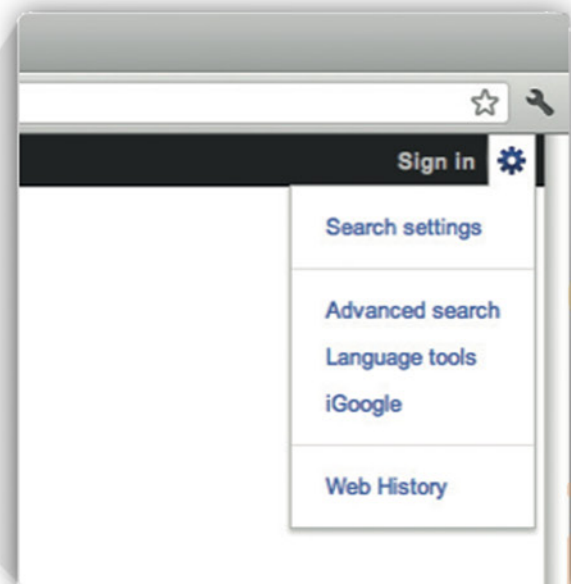 Sign in
Search settings
Advanced search
Language tools
iGoogle
Web History